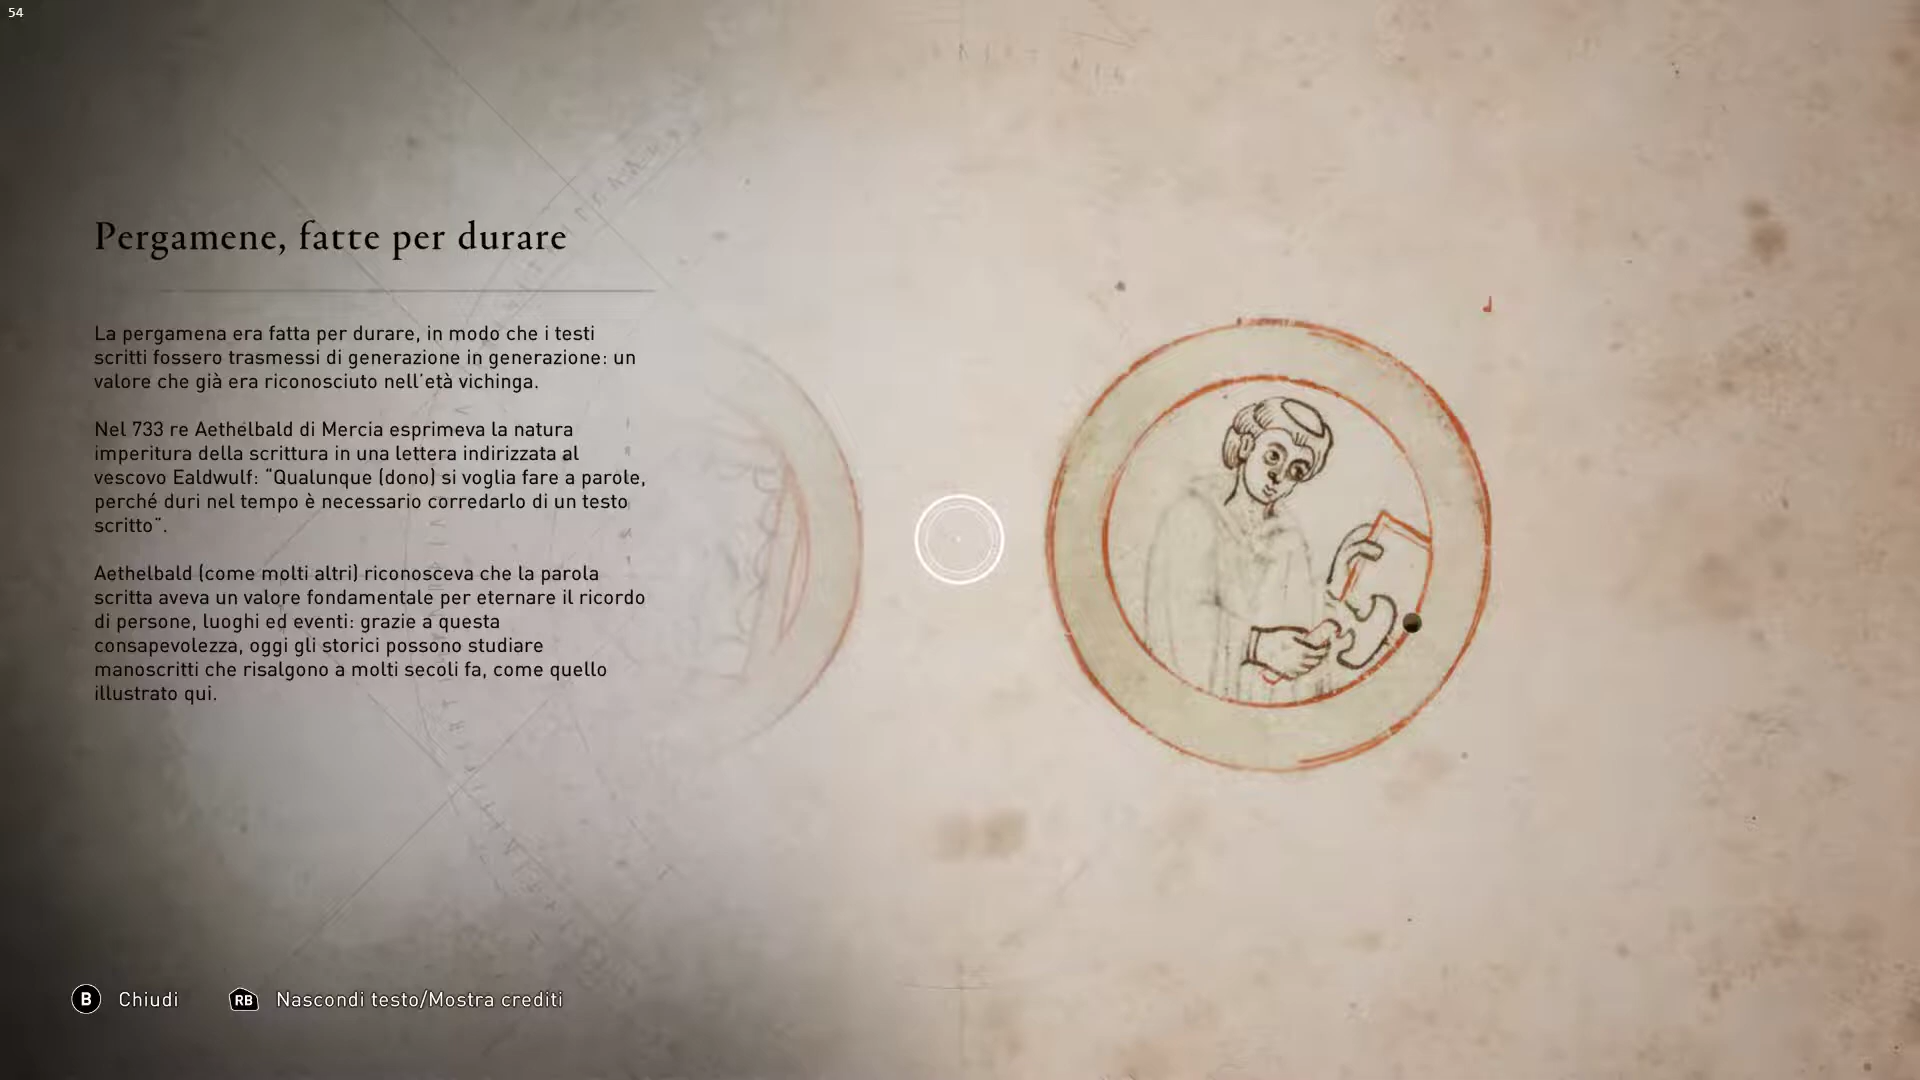 54
Pergamene, fatte per durare
La pergamena era fatta per durare, in modo che i testi
scritti fossero trasmessi di generazione in generazione: un
valore che già era riconosciuto nell'età vichinga.
Nel 733 re Aethelbald di Mercia esprimeva la natura
imperitura della scrittura in una lettera indirizzata al
vescovo Ealdwulf: "Qualunque (dono) si voglia fare a parole,
perché duri nel tempo è necessario corredarlo di un testo
scritto".
Aethelbald (come molti altri) riconosceva che la parola
scritta aveva un valore fondamentale per eternare il ricordo
di persone, luoghi ed eventi: grazie a questa
consapevolezza, oggi gli storici possono studiare
manoscritti che risalgono a molti secoli fa, come quello
illustrato qui.
B Chiudi RB Nascondi testo/Mostra crediti